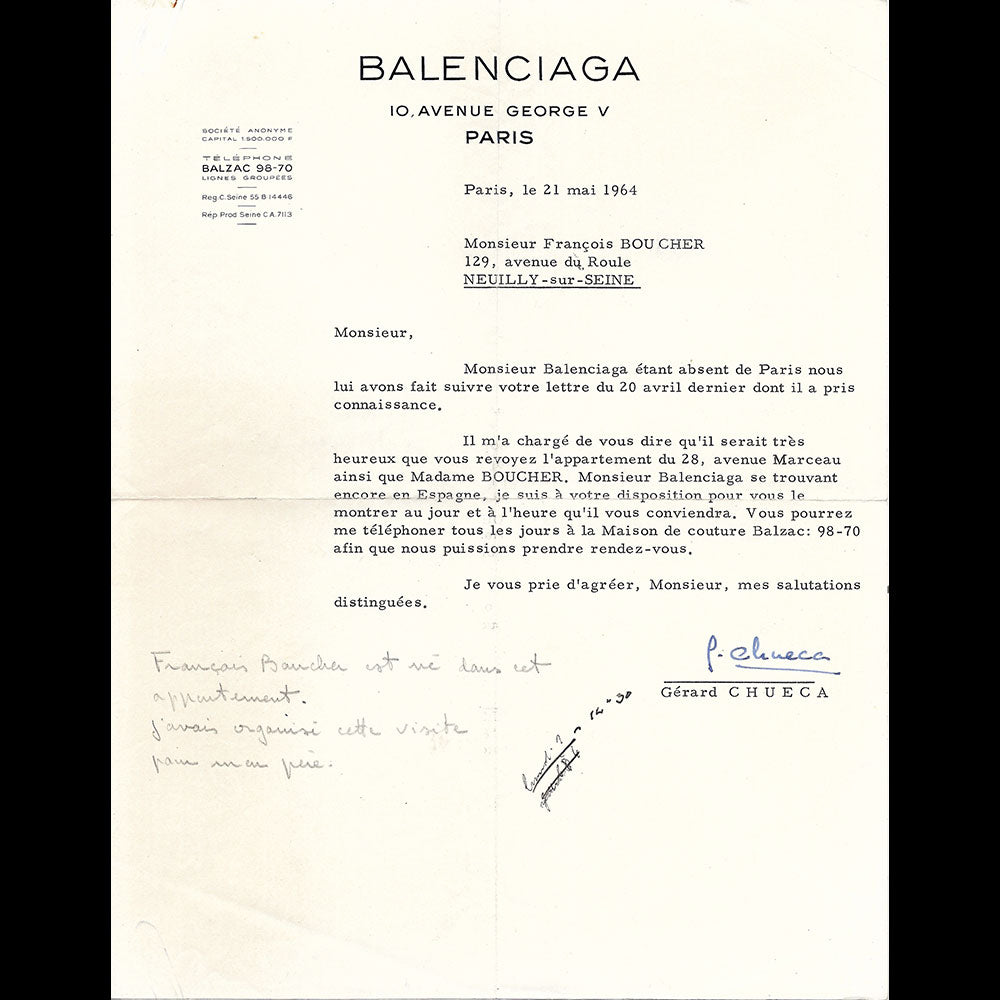 BALENCIAGA
10, AVENUE GEORGE V
PARIS
SOCIÉTÉ ANONYME
CAPITAL 1.500.000 F
TÉLÉPHONE
BALZAC 98-70
LIGNES GROUPÉES
Reg. C. Seine 55 B 14446
Rép Prod Seine C.A. 7113
Paris, le 21 mai 1964
Monsieur François BOUCHER
129, avenue du Roule
NEUILLY-sur-SEINE
Monsieur,
Monsieur Balenciaga étant absent de Paris nous
lui avons fait suivre votre lettre du 20 avril dernier dont il a pris
connaissance.
Il m'a chargé de vous dire qu'il serait très
heureux que vous revoyez l'appartement du 28, avenue Marceau
ainsi que Madame BOUCHER. Monsieur Balenciaga se trouvant
encore en Espagne, je suis à votre disposition pour vous le
montrer au jour et à l'heure qu'il vous conviendra. Vous pourrez
me téléphoner tous les jours à la Maison de couture Balzac: 98-70
afin que nous puissions prendre rendez-vous.
Je vous prie d'agréer, Monsieur, mes salutations
distinguées.
G. Chueca
Gérard CHUECA
François Boucher est né dans cet
appartement.
j'avais organisé cette visite
pour mon père.